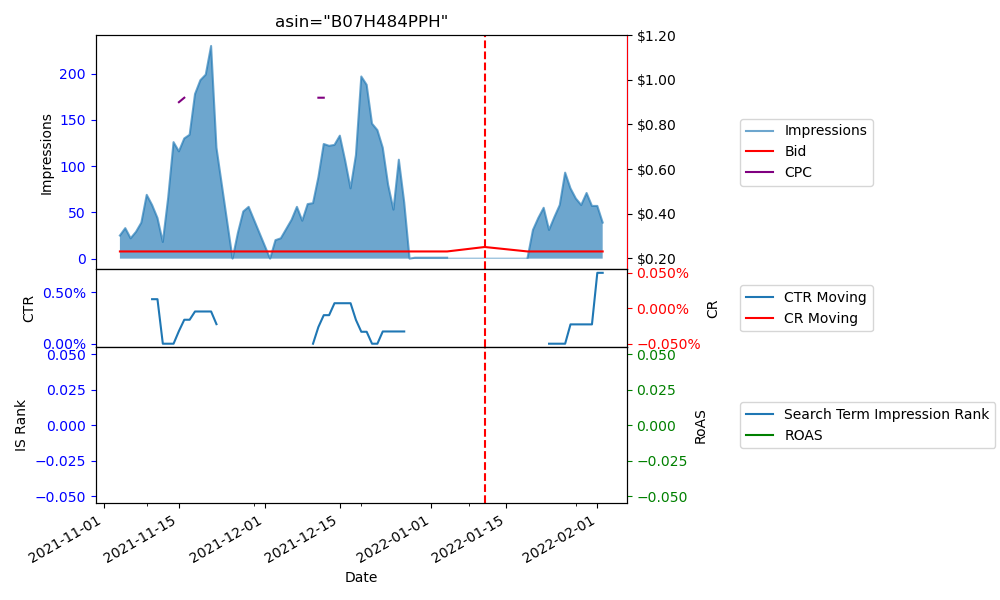 asin="B07H484PPH"
Impressions
200
150
100
50
0
$1.20
$1.00
$0.80
$0.60
$0.40
$0.20
Impressions
Bid
CPC
CTR
0.50%
0.00%
0.050%
0.000%
−0.050%
CR
CTR Moving
CR Moving
IS Rank
0.050
0.025
0.000
−0.025
−0.050
0.050
0.025
0.000
−0.025
−0.050
RoAS
Search Term Impression Rank
ROAS
2021-11-01
2021-11-15
2021-12-01
2021-12-15
2022-01-01
2022-01-15
2022-02-01
Date